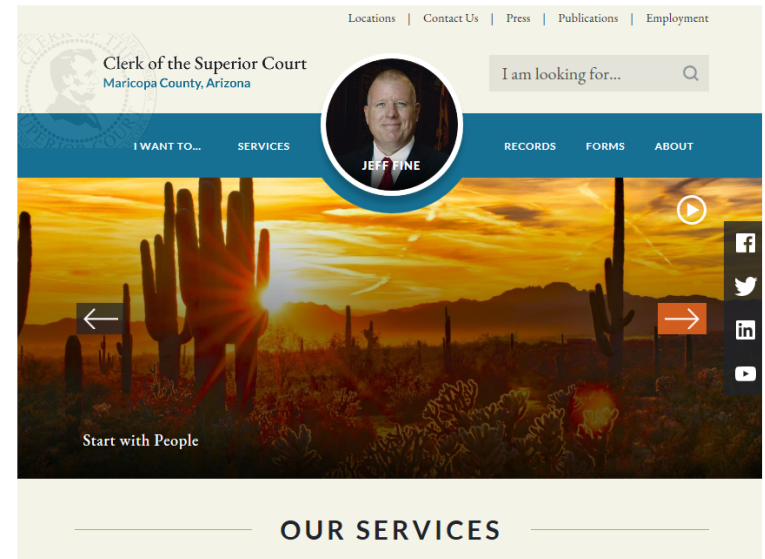 Locations | Contact Us | Press | Publications | Employment
Clerk of the Superior Court
Maricopa County, Arizona
I am looking for...
I WANT TO...
SERVICES
JEFF FINE
RECORDS
FORMS
ABOUT
Start with People
OUR SERVICES